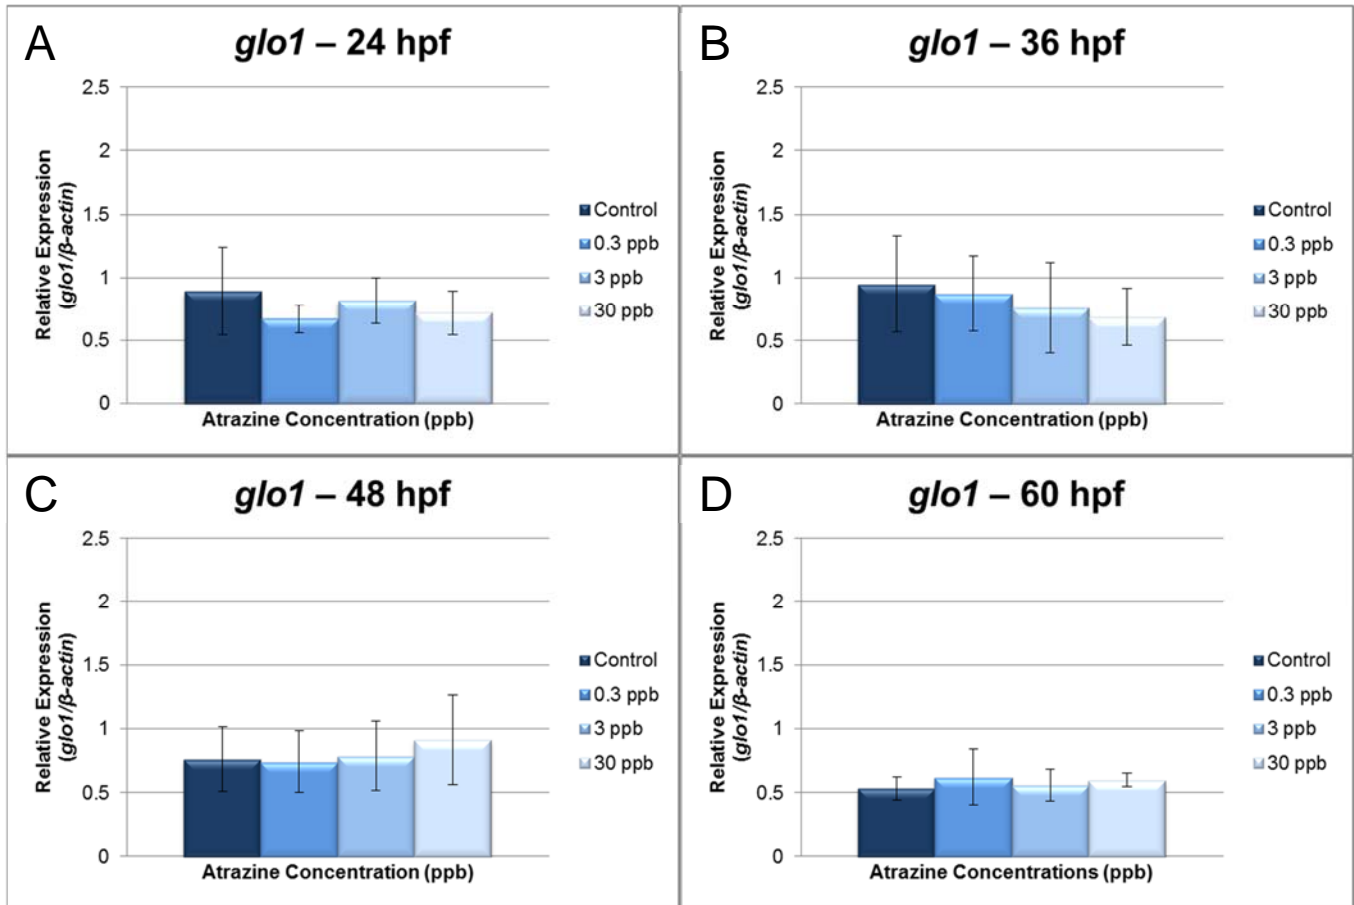 A
glo1 – 24 hpf
2.5
2
1.5
1
0.5
0
Relative Expression
(glo1/β-actin)
Atrazine Concentration (ppb)
Control
0.3 ppb
3 ppb
30 ppb
B
glo1 – 36 hpf
2.5
2
1.5
1
0.5
0
Relative Expression
(glo1/β-actin)
Atrazine Concentration (ppb)
Control
0.3 ppb
3 ppb
30 ppb
C
glo1 – 48 hpf
2.5
2
1.5
1
0.5
0
Relative Expression
(glo1/β-actin)
Atrazine Concentration (ppb)
Control
0.3 ppb
3 ppb
30 ppb
D
glo1 – 60 hpf
2.5
2
1.5
1
0.5
0
Relative Expression
(glo1/β-actin)
Atrazine Concentrations (ppb)
Control
0.3 ppb
3 ppb
30 ppb